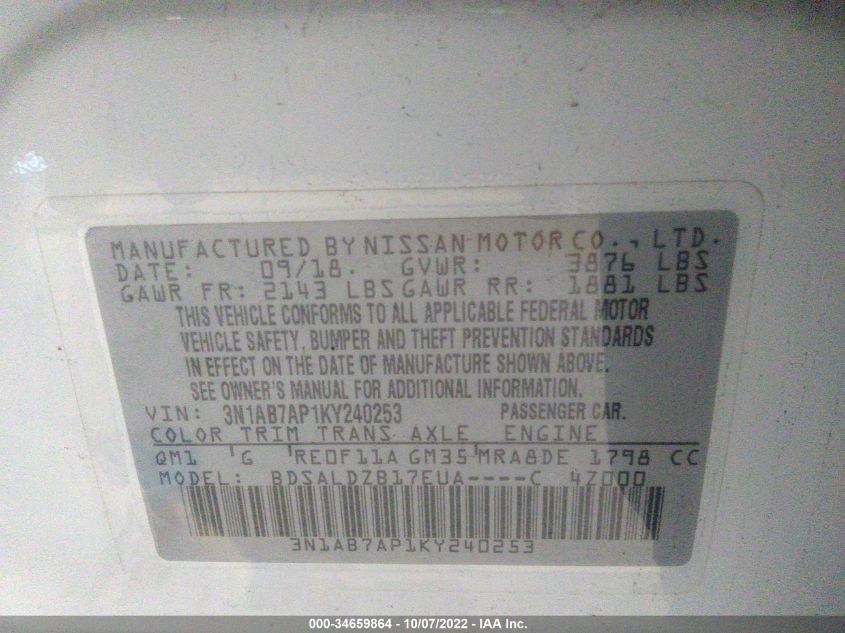 MANUFACTURED BY NISSAN MOTOR CO., LTD.
DATE: 09/18. GVWR: 3876 LBS
GAWR FR: 2143 LBS GAWR RR: 1881 LBS
THIS VEHICLE CONFORMS TO ALL APPLICABLE FEDERAL MOTOR
VEHICLE SAFETY, BUMPER AND THEFT PREVENTION STANDARDS
IN EFFECT ON THE DATE OF MANUFACTURE SHOWN ABOVE.
SEE OWNER'S MANUAL FOR ADDITIONAL INFORMATION.
VIN: 3N1AB7AP1KY240253 PASSENGER CAR.
COLOR TRIM TRANS. AXLE ENGINE
QM1 G RE0F11A GM35 MRA8DE 1798 CC
MODEL: BDSALDZB17EUA----C 4Z000
3N1AB7AP1KY240253
000-34659864 - 10/07/2022 - IAA Inc.